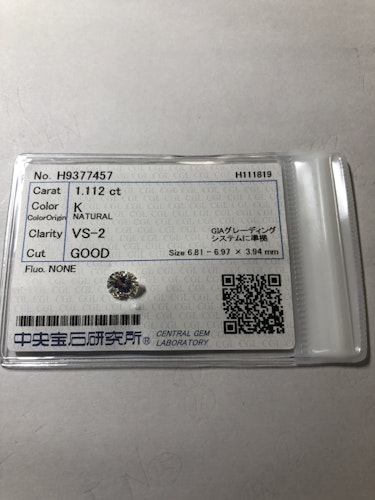 No. H9377457 H111819
Carat 1.112 ct
Color K
ColorOrigin NATURAL
Clarity VS-2 GIAグレーディング
システムに準拠
Cut GOOD Size 6.81 - 6.97 × 3.94 mm
Fluo. NONE
中央宝石研究所® CENTRAL GEM
LABORATORY